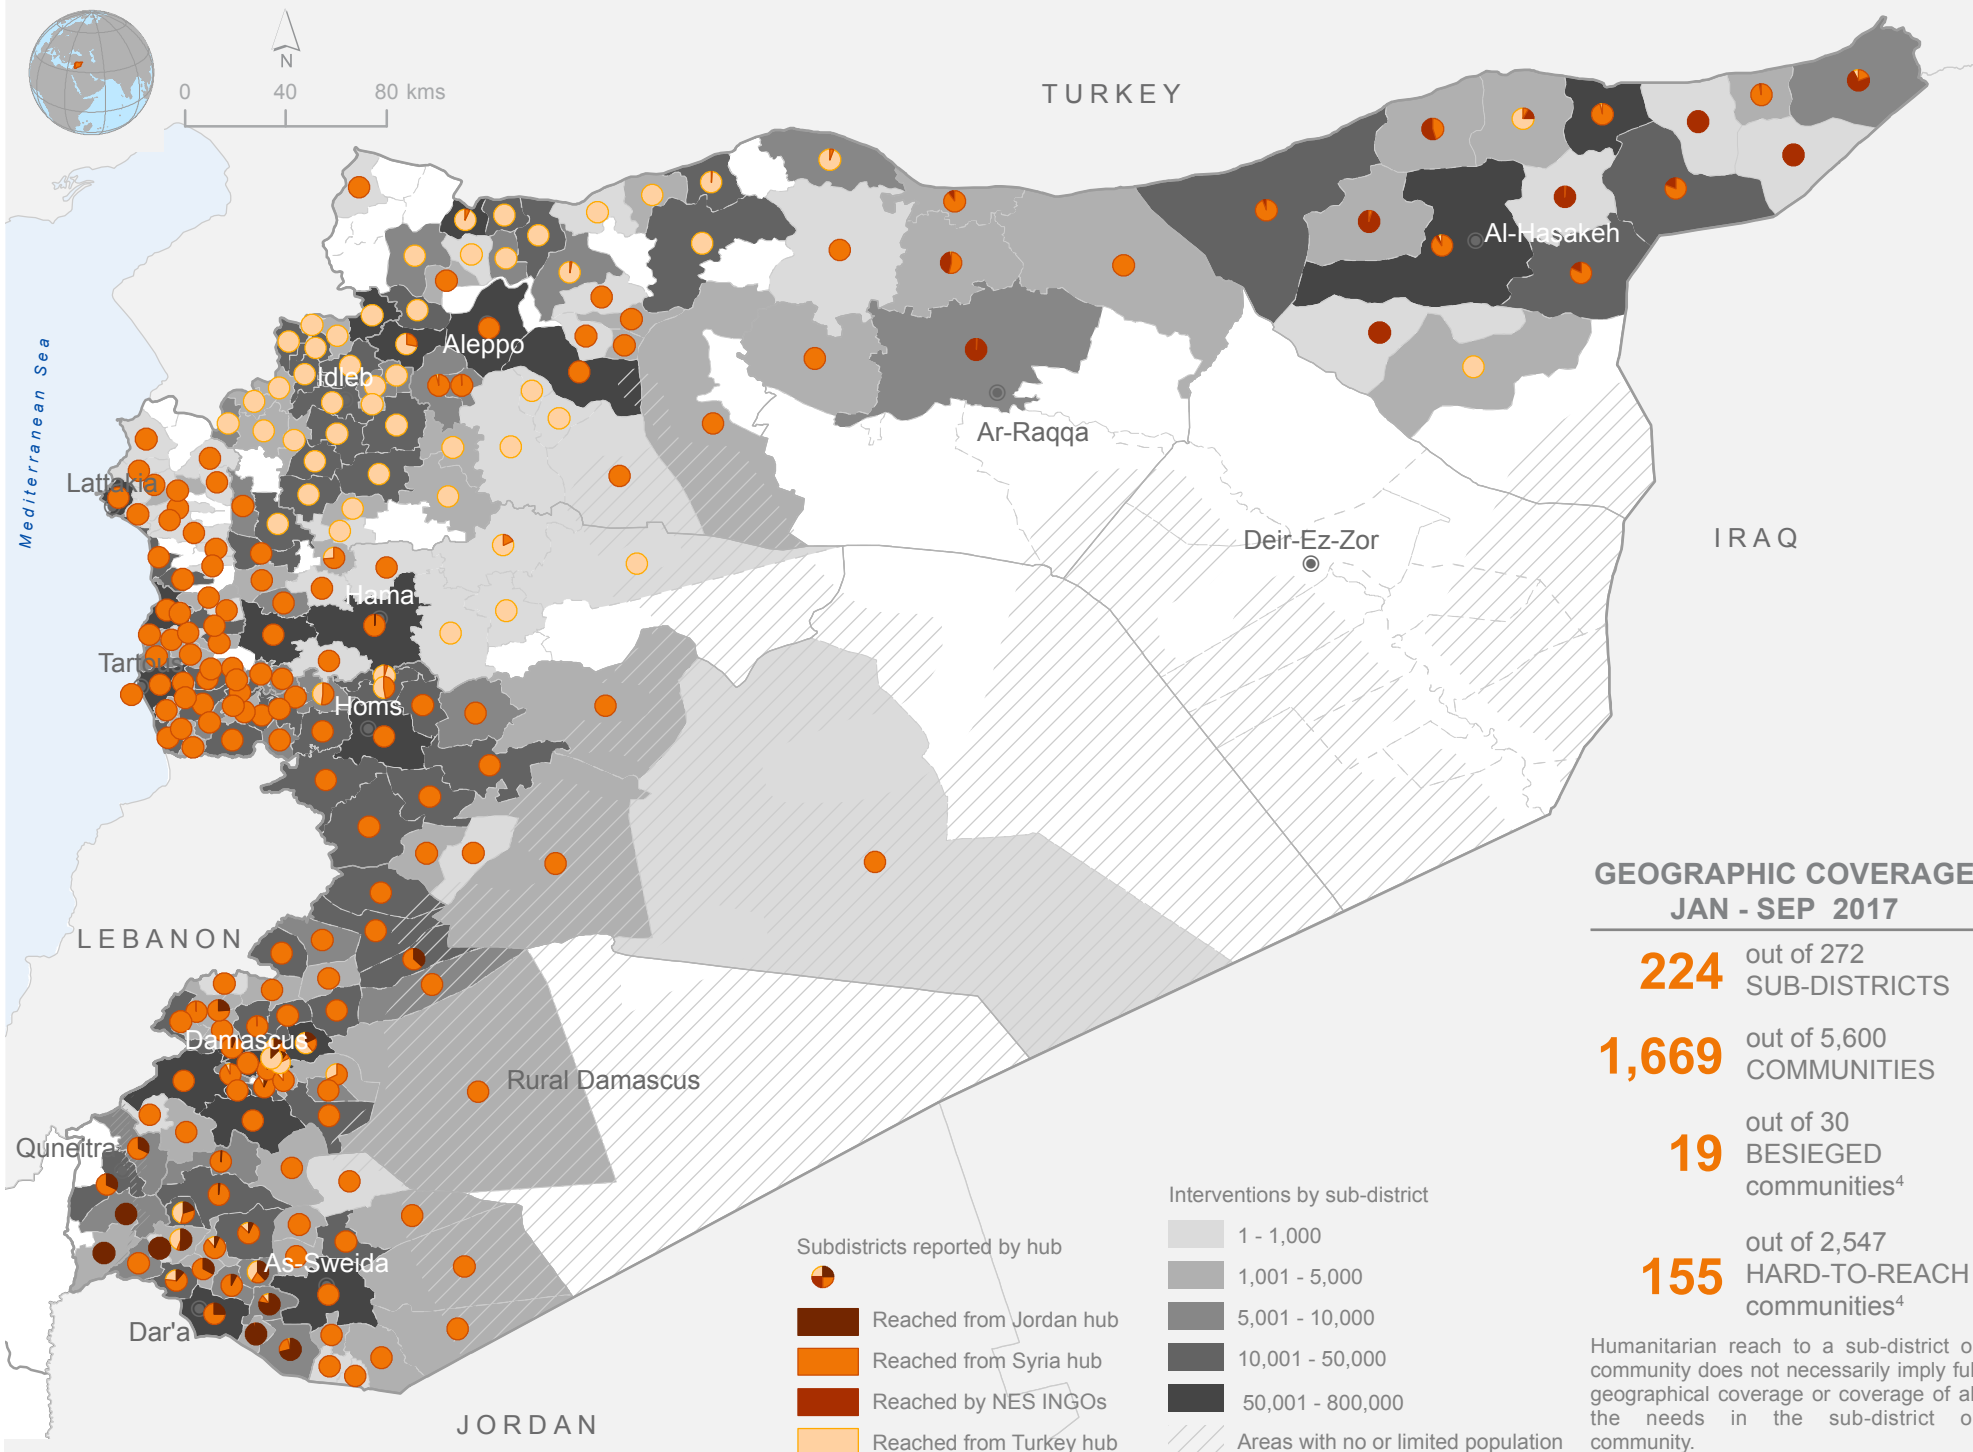 N
0 40 80 kms
TURKEY
Mediterranean Sea
Al-Hasakeh
Aleppo
Idleb
Ar-Raqqa
Lattakia
Deir-Ez-Zor
IRAQ
Hama
Tartous
Homs
LEBANON
Damascus
Rural Damascus
Quneitra
As-Sweida
Dar'a
JORDAN
Subdistricts reported by hub
Reached from Jordan hub
Reached from Syria hub
Reached by NES INGOs
Reached from Turkey hub
Interventions by sub-district
1 - 1,000
1,001 - 5,000
5,001 - 10,000
10,001 - 50,000
50,001 - 800,000
Areas with no or limited population
GEOGRAPHIC COVERAGE
JAN - SEP 2017
224 out of 272
SUB-DISTRICTS
1,669 out of 5,600
COMMUNITIES
19 out of 30
BESIEGED
communities⁴
155 out of 2,547
HARD-TO-REACH
communities⁴
Humanitarian reach to a sub-district o
community does not necessarily imply ful
geographical coverage or coverage of al
the needs in the sub-district o
community.